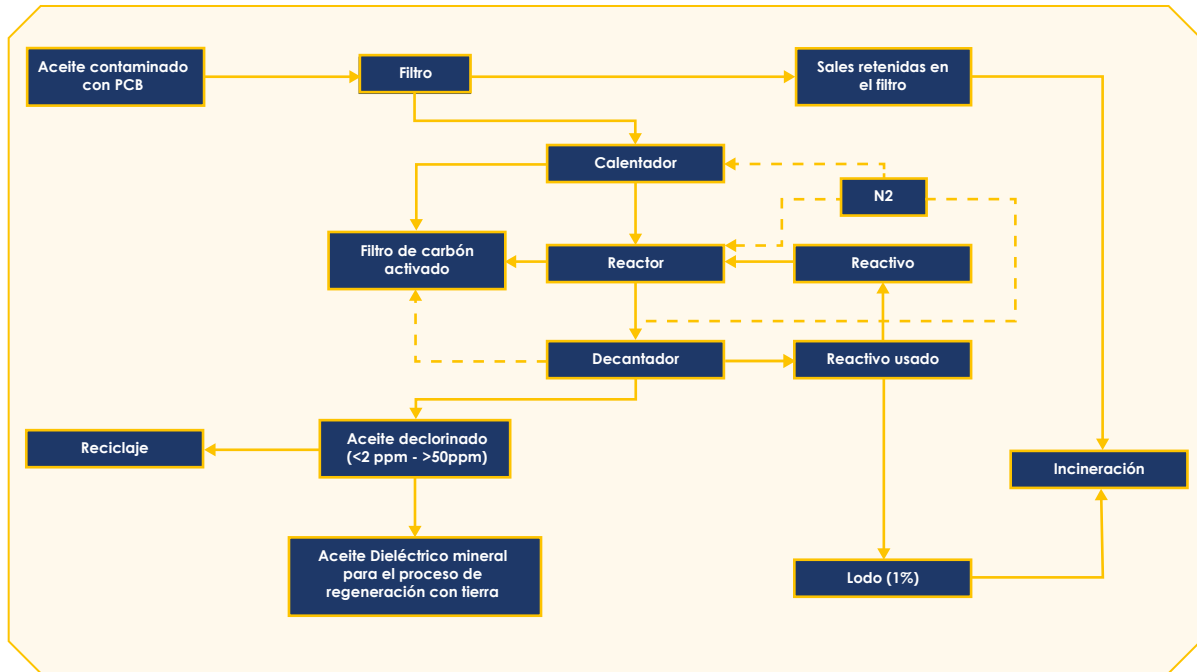 Aceite contaminado
con PCB
Filtro
Sales retenidas en
el filtro
Calentador
N2
Filtro de carbón
activado
Reactor
Reactivo
Decantador
Reactivo usado
Reciclaje
Aceite declorinado
(<2 ppm - >50ppm)
Incineración
Aceite Dieléctrico mineral
para el proceso de
regeneración con tierra
Lodo (1%)